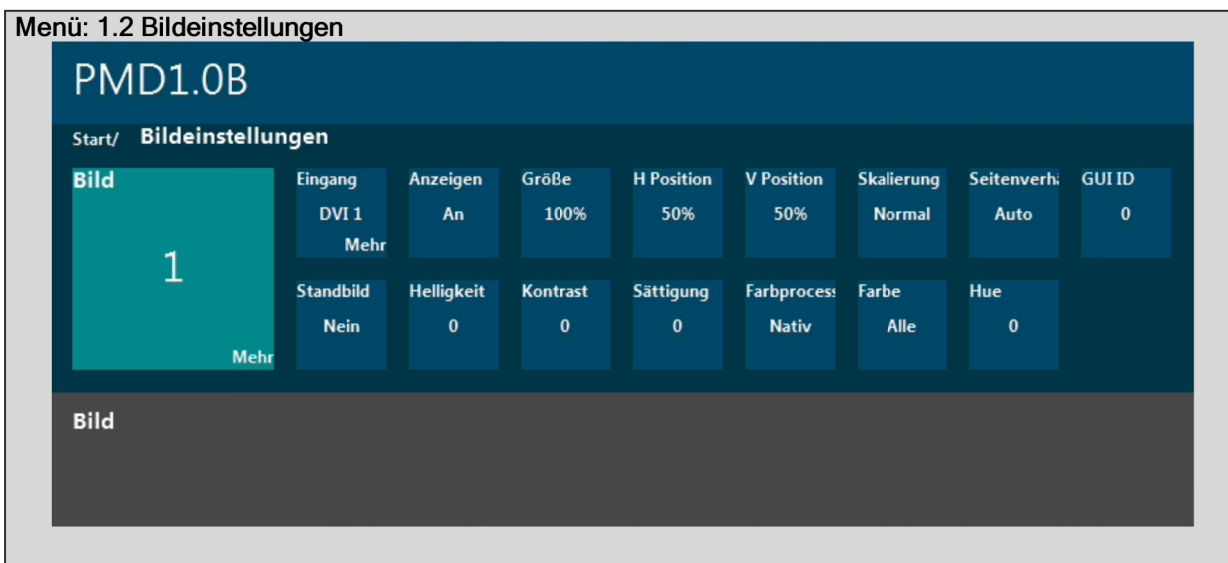 Menü: 1.2 Bildeinstellungen
PMD1.0B
Start/ Bildeinstellungen
Bild
1
Mehr
Eingang Anzeigen Größe H Position V Position Skalierung Seitenverhä GUI ID
DVI 1 An 100% 50% 50% Normal Auto 0
Mehr
Standbild Helligkeit Kontrast Sättigung Farbprocess Farbe Hue
Nein 0 0 0 Nativ Alle 0
Bild